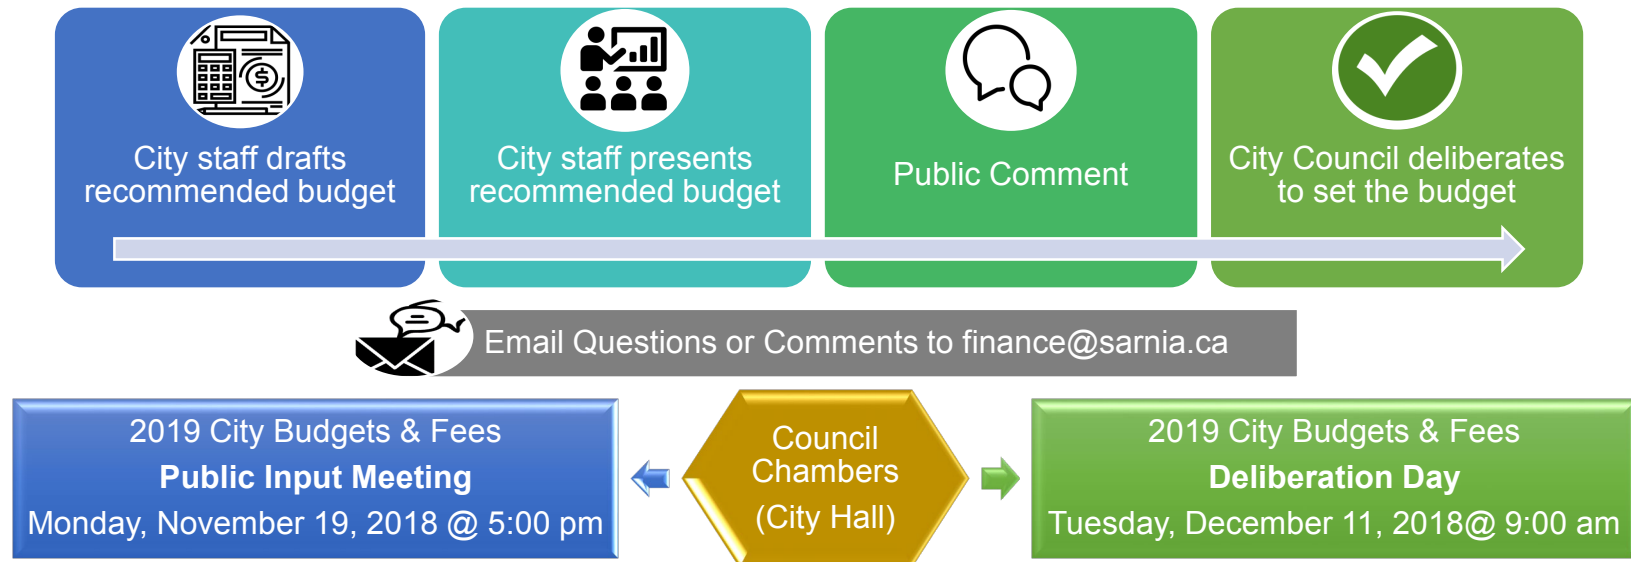 City staff drafts
recommended budget
City staff presents
recommended budget
Public Comment
City Council deliberates
to set the budget
Email Questions or Comments to finance@sarnia.ca
2019 City Budgets & Fees
Public Input Meeting
Monday, November 19, 2018 @ 5:00 pm
Council
Chambers
(City Hall)
2019 City Budgets & Fees
Deliberation Day
Tuesday, December 11, 2018@ 9:00 am